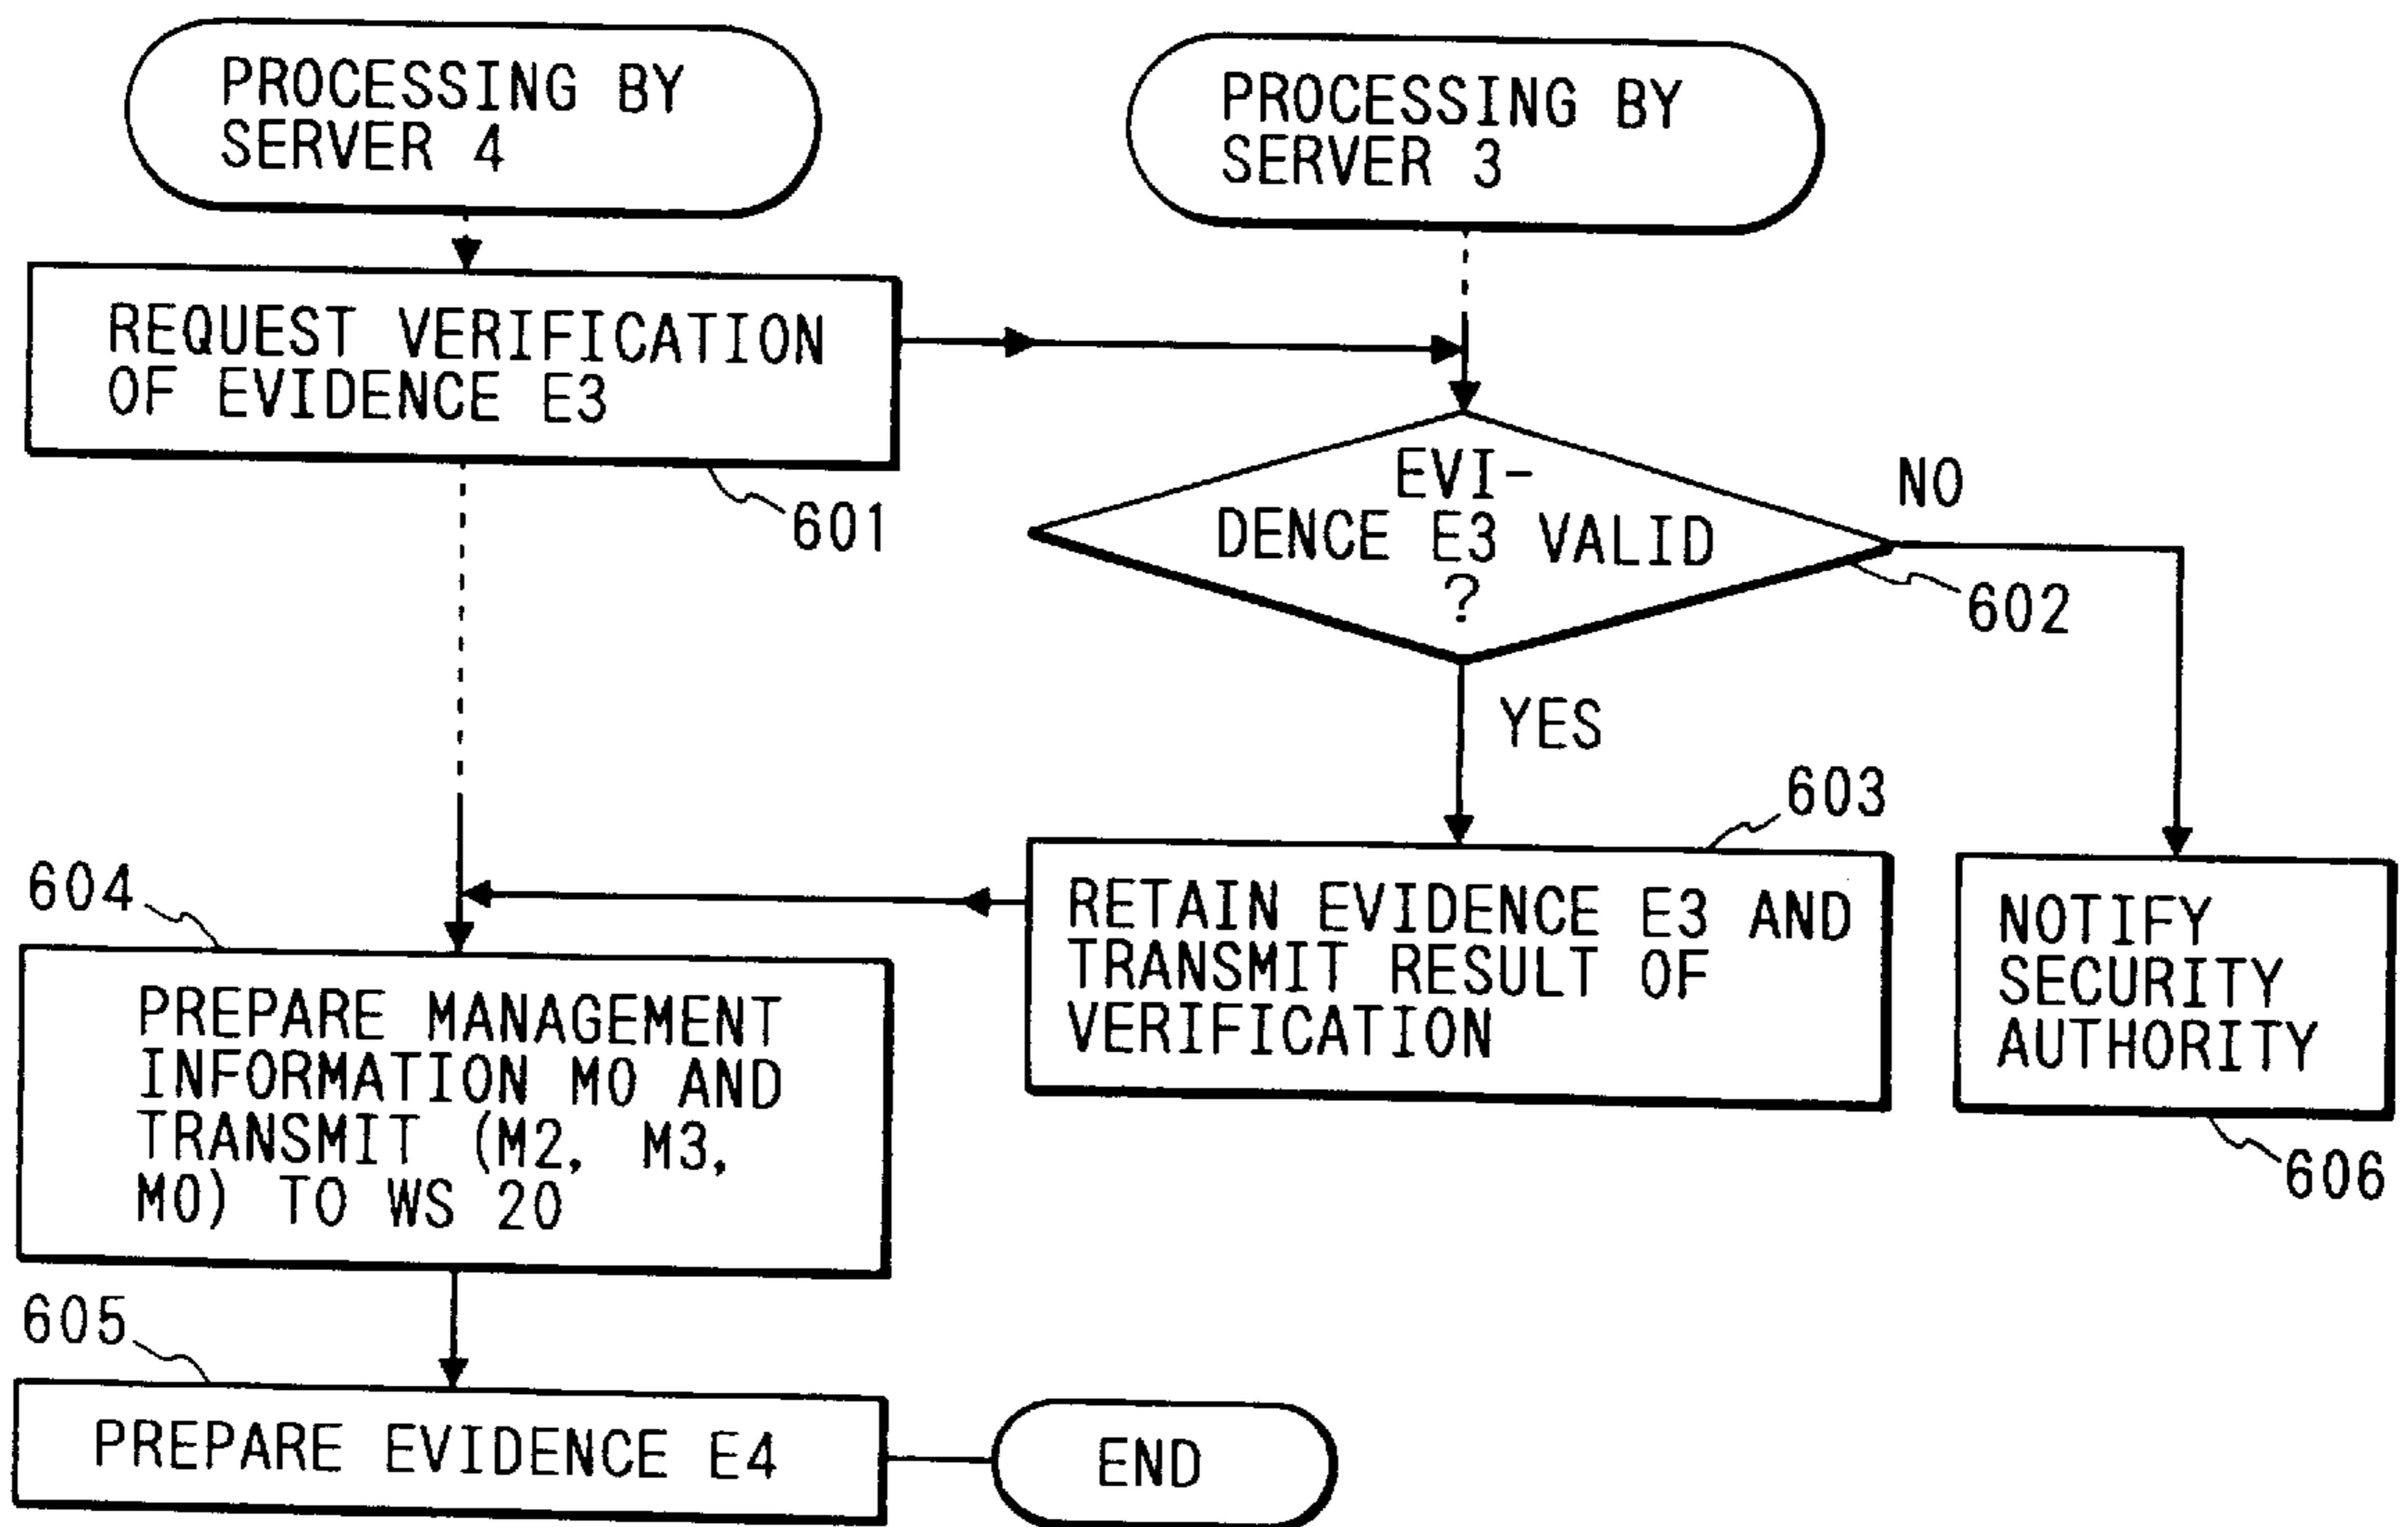 PROCESSING BY
SERVER 4
PROCESSING BY
SERVER 3
REQUEST VERIFICATION
OF EVIDENCE E3
601
EVI-
DENCE E3 VALID
?
NO
602
YES
603
RETAIN EVIDENCE E3 AND
TRANSMIT RESULT OF
VERIFICATION
NOTIFY
SECURITY
AUTHORITY
606
604
PREPARE MANAGEMENT
INFORMATION M0 AND
TRANSMIT (M2, M3,
M0) TO WS 20
605
PREPARE EVIDENCE E4
END